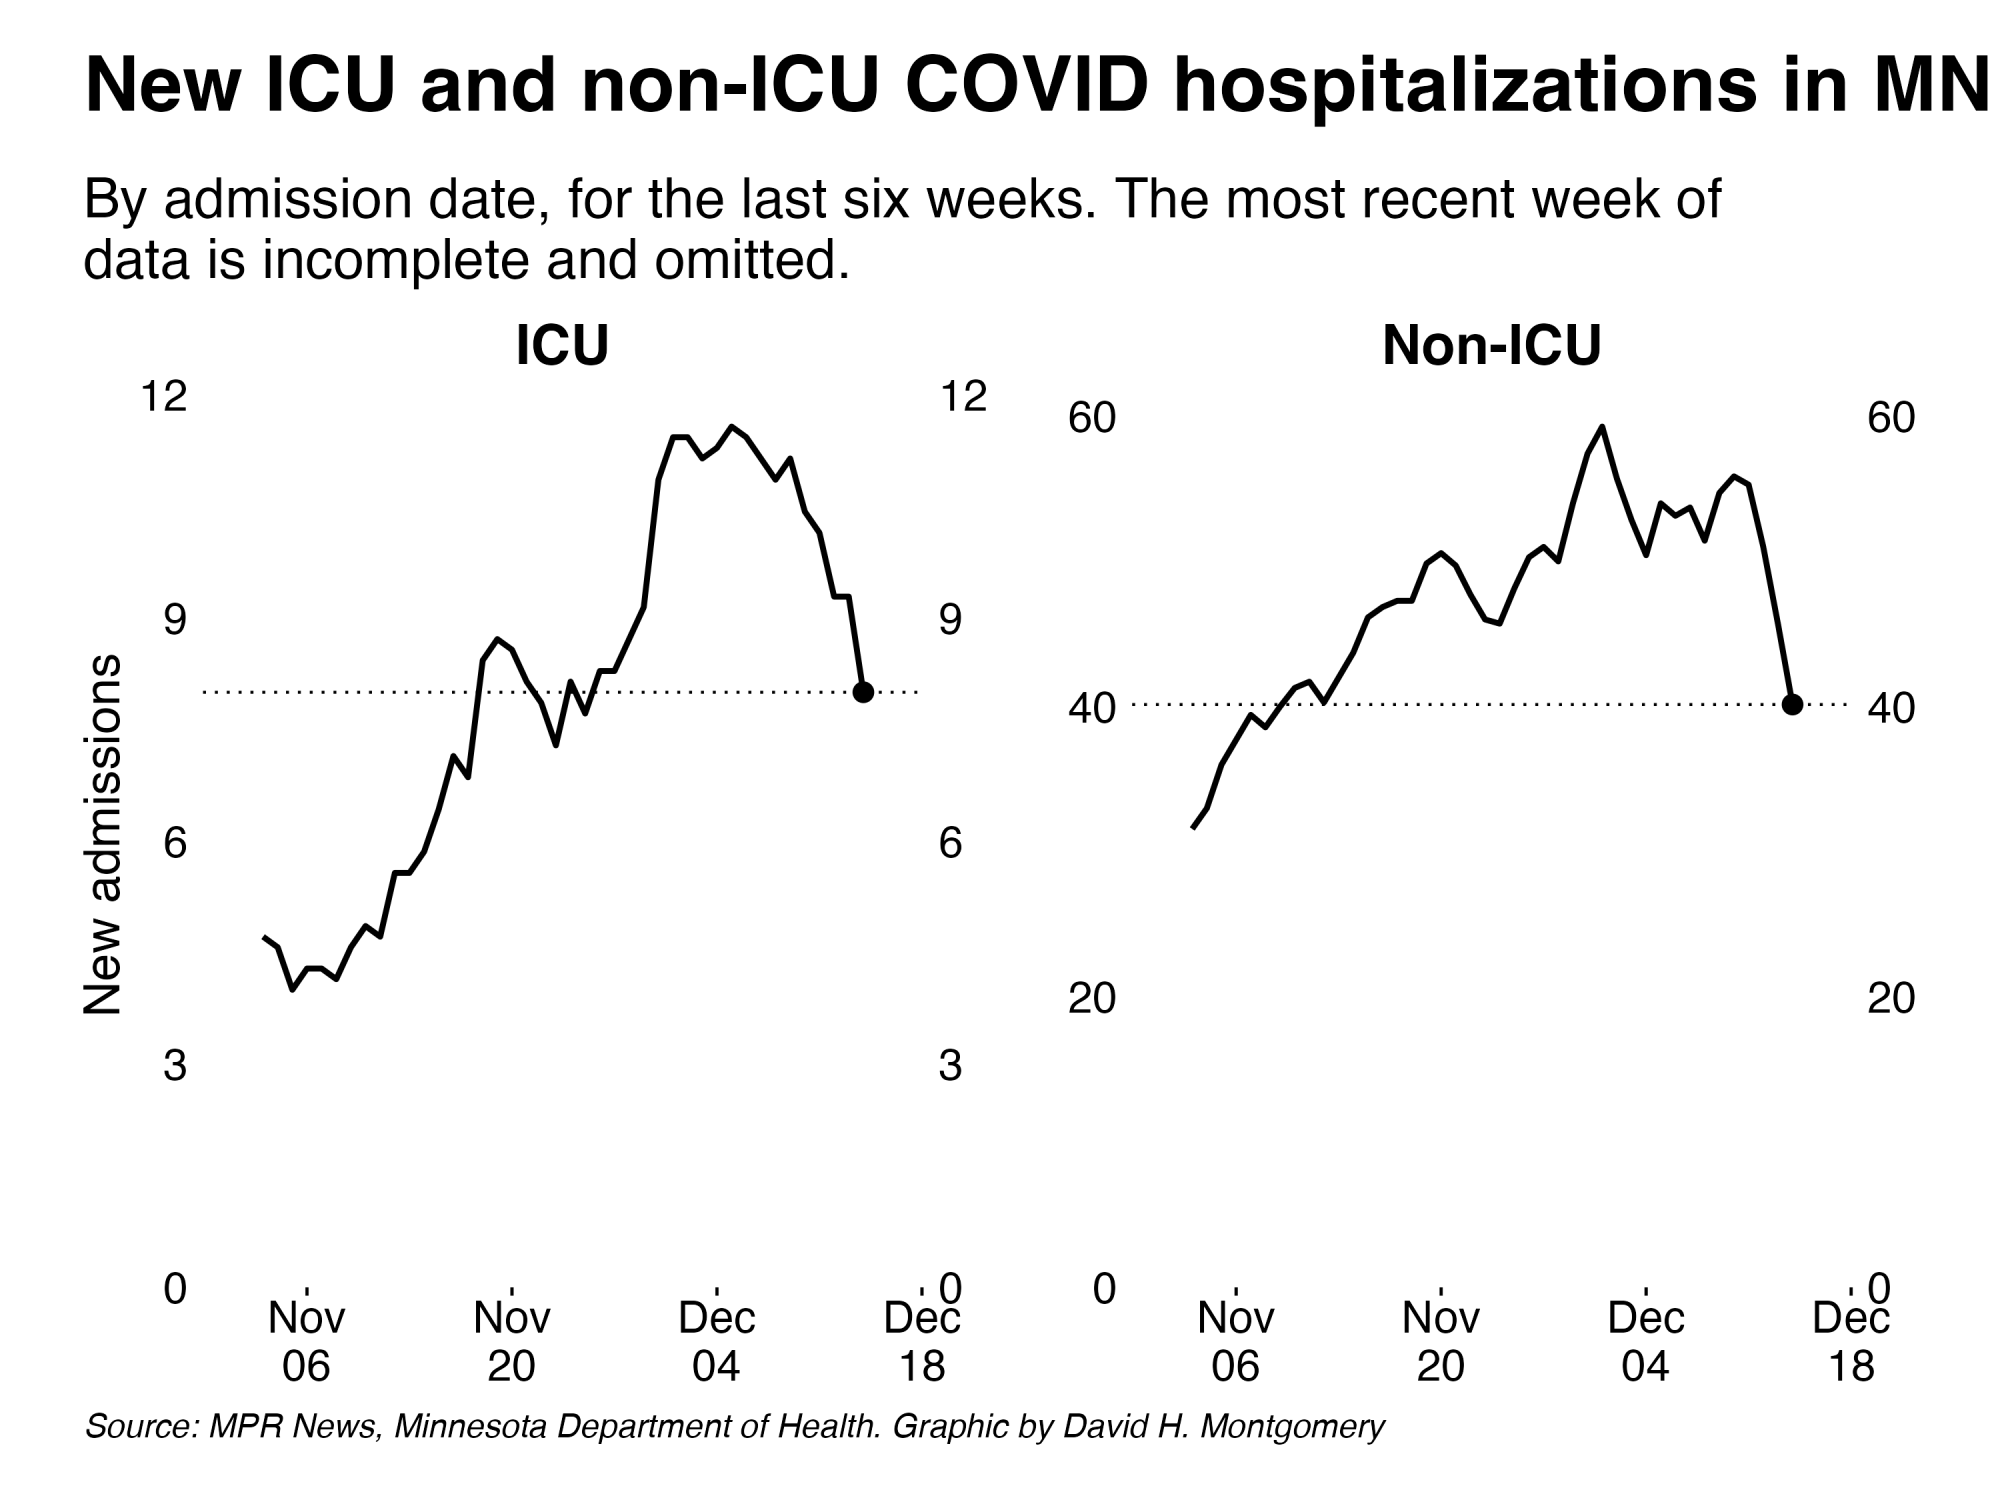 New ICU and non-ICU COVID hospitalizations in MN
By admission date, for the last six weeks. The most recent week of
data is incomplete and omitted.
ICU
Non-ICU
New admissions
12
9
6
3
0
12
9
6
3
0
60
40
20
0
60
40
20
0
Nov
06
Nov
20
Dec
04
Dec
18
Nov
06
Nov
20
Dec
04
Dec
18
Source: MPR News, Minnesota Department of Health. Graphic by David H. Montgomery